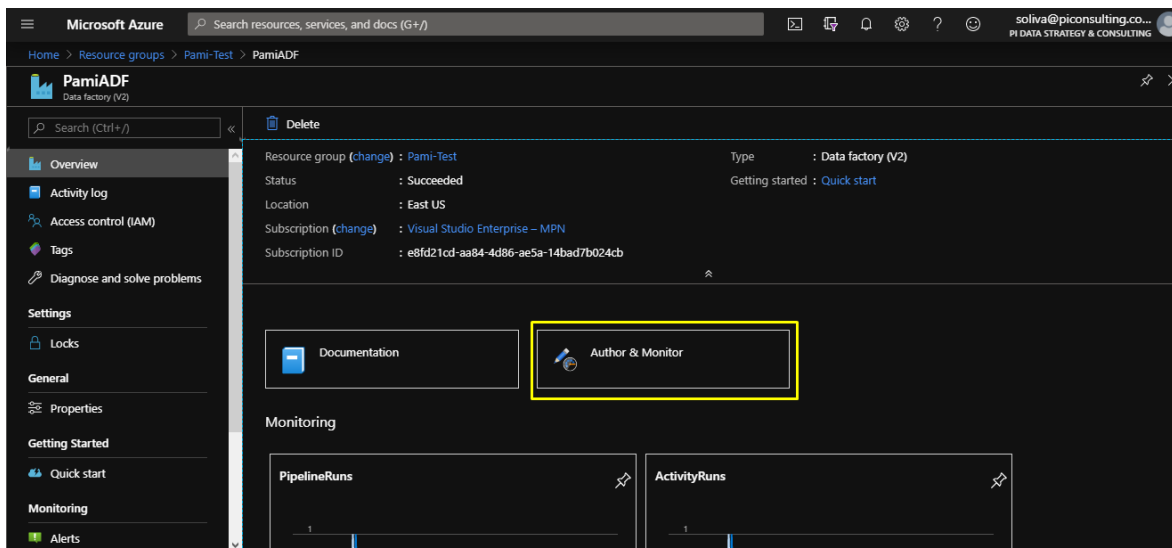 Microsoft Azure
Search resources, services, and docs (G+/)
soliva@piconsulting.co...
PI DATA STRATEGY & CONSULTING
Home > Resource groups > Pami-Test > PamiADF
PamiADF
Data factory (V2)
Search (Ctrl+/)
«
Overview
Activity log
Access control (IAM)
Tags
Diagnose and solve problems
Settings
Locks
General
Properties
Getting Started
Quick start
Monitoring
Alerts
Delete
Resource group (change) : Pami-Test
Status : Succeeded
Location : East US
Subscription (change) : Visual Studio Enterprise – MPN
Subscription ID : e8fd21cd-aa84-4d86-ae5a-14bad7b024cb
Type : Data factory (V2)
Getting started : Quick start
Documentation
Author & Monitor
Monitoring
PipelineRuns
1
ActivityRuns
1